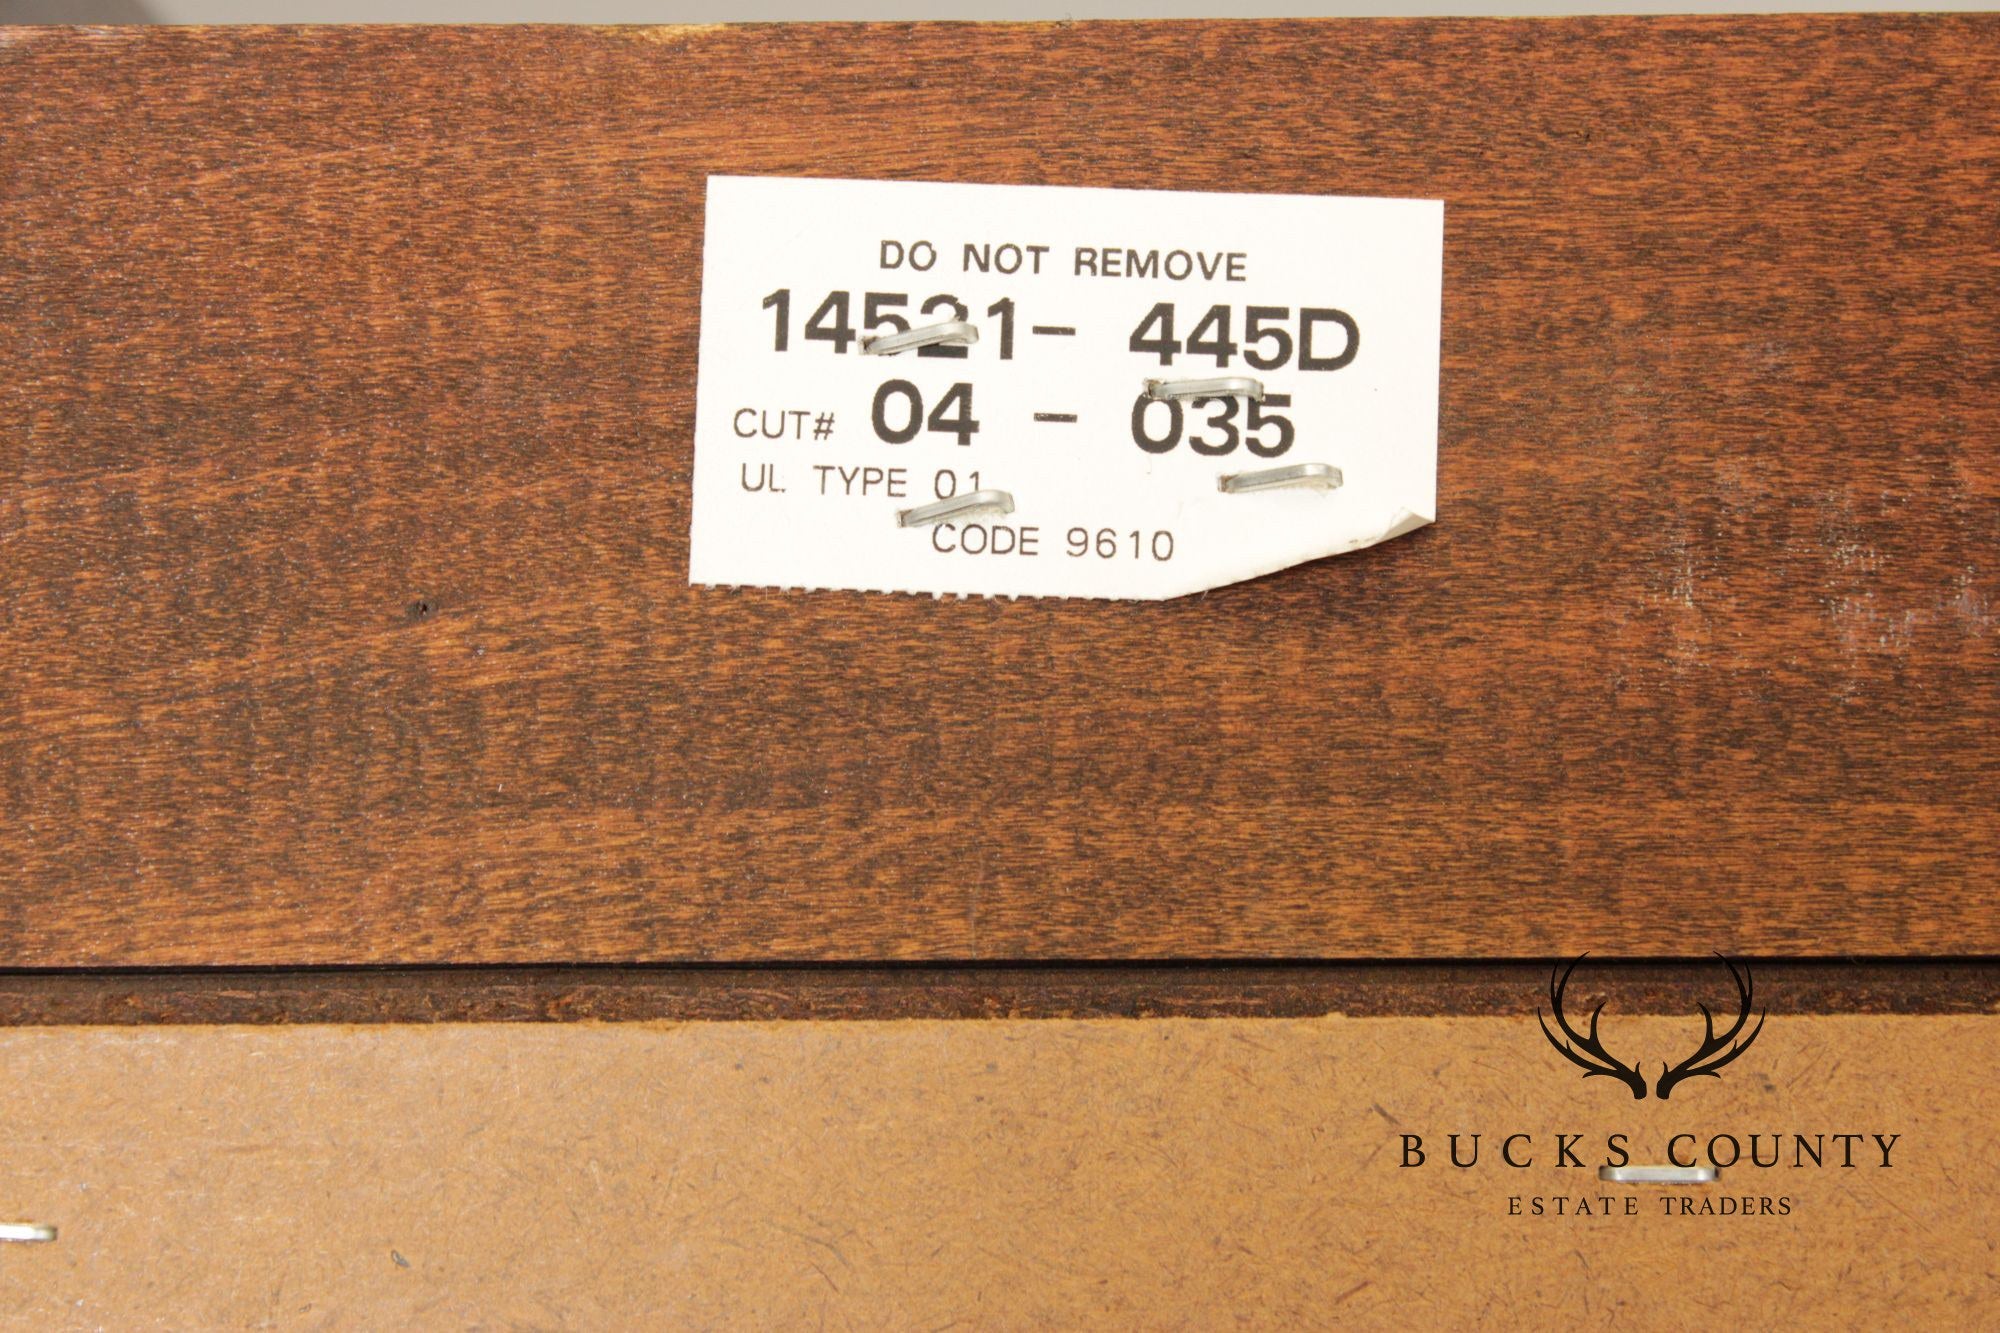 DO NOT REMOVE
14521- 445D
CUT# 04 - 035
UL TYPE 01
CODE 9610
BUCKS COUNTY
ESTATE TRADERS